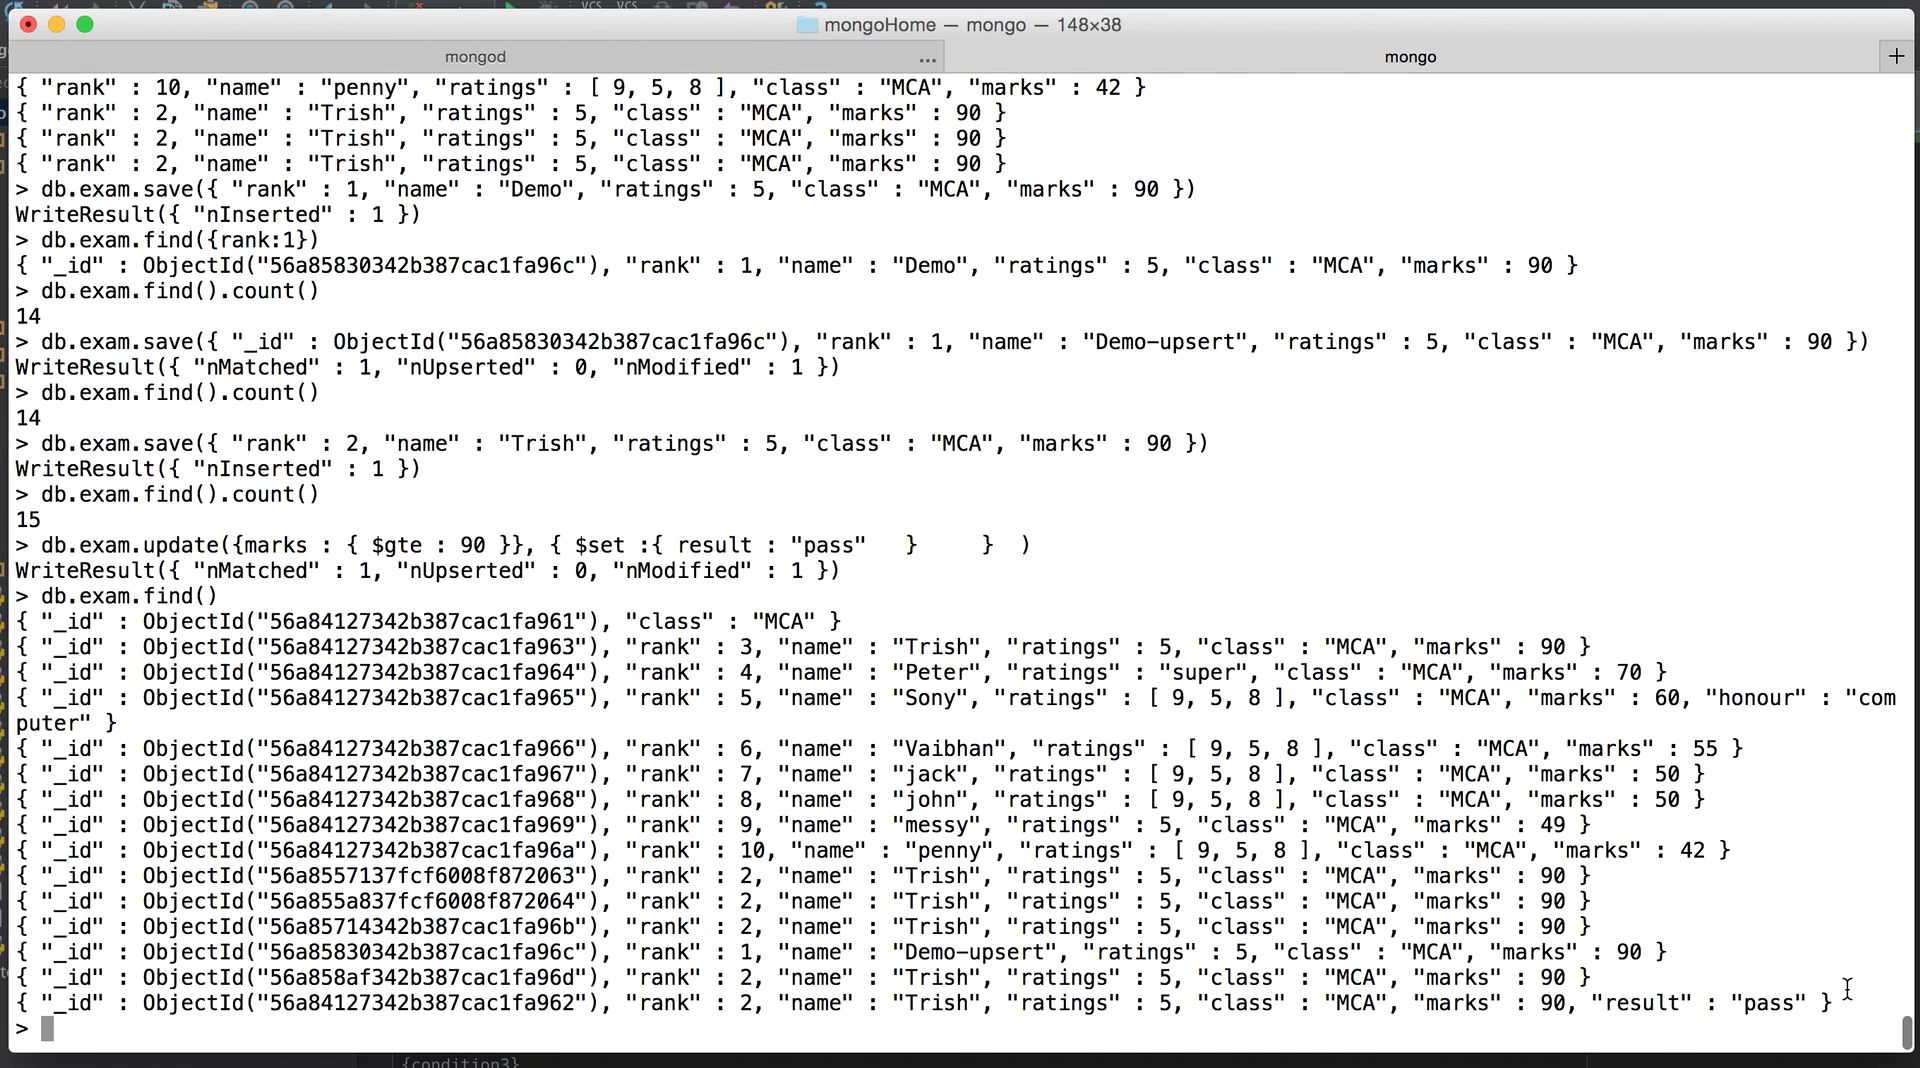 VCS VCS
mongoHome — mongo — 148×38
mongod ... mongo +
{ "rank" : 10, "name" : "penny", "ratings" : [ 9, 5, 8 ], "class" : "MCA", "marks" : 42 }
{ "rank" : 2, "name" : "Trish", "ratings" : 5, "class" : "MCA", "marks" : 90 }
{ "rank" : 2, "name" : "Trish", "ratings" : 5, "class" : "MCA", "marks" : 90 }
{ "rank" : 2, "name" : "Trish", "ratings" : 5, "class" : "MCA", "marks" : 90 }
> db.exam.save({ "rank" : 1, "name" : "Demo", "ratings" : 5, "class" : "MCA", "marks" : 90 })
WriteResult({ "nInserted" : 1 })
> db.exam.find({rank:1})
{ "_id" : ObjectId("56a85830342b387cac1fa96c"), "rank" : 1, "name" : "Demo", "ratings" : 5, "class" : "MCA", "marks" : 90 }
> db.exam.find().count()
14
> db.exam.save({ "_id" : ObjectId("56a85830342b387cac1fa96c"), "rank" : 1, "name" : "Demo-upsert", "ratings" : 5, "class" : "MCA", "marks" : 90 })
WriteResult({ "nMatched" : 1, "nUpserted" : 0, "nModified" : 1 })
> db.exam.find().count()
14
> db.exam.save({ "rank" : 2, "name" : "Trish", "ratings" : 5, "class" : "MCA", "marks" : 90 })
WriteResult({ "nInserted" : 1 })
> db.exam.find().count()
15
> db.exam.update({marks : { $gte : 90 }}, { $set :{ result : "pass"   }     }  )
WriteResult({ "nMatched" : 1, "nUpserted" : 0, "nModified" : 1 })
> db.exam.find()
{ "_id" : ObjectId("56a84127342b387cac1fa961"), "class" : "MCA" }
{ "_id" : ObjectId("56a84127342b387cac1fa963"), "rank" : 3, "name" : "Trish", "ratings" : 5, "class" : "MCA", "marks" : 90 }
{ "_id" : ObjectId("56a84127342b387cac1fa964"), "rank" : 4, "name" : "Peter", "ratings" : "super", "class" : "MCA", "marks" : 70 }
{ "_id" : ObjectId("56a84127342b387cac1fa965"), "rank" : 5, "name" : "Sony", "ratings" : [ 9, 5, 8 ], "class" : "MCA", "marks" : 60, "honour" : "com
puter" }
{ "_id" : ObjectId("56a84127342b387cac1fa966"), "rank" : 6, "name" : "Vaibhan", "ratings" : [ 9, 5, 8 ], "class" : "MCA", "marks" : 55 }
{ "_id" : ObjectId("56a84127342b387cac1fa967"), "rank" : 7, "name" : "jack", "ratings" : [ 9, 5, 8 ], "class" : "MCA", "marks" : 50 }
{ "_id" : ObjectId("56a84127342b387cac1fa968"), "rank" : 8, "name" : "john", "ratings" : [ 9, 5, 8 ], "class" : "MCA", "marks" : 50 }
{ "_id" : ObjectId("56a84127342b387cac1fa969"), "rank" : 9, "name" : "messy", "ratings" : 5, "class" : "MCA", "marks" : 49 }
{ "_id" : ObjectId("56a84127342b387cac1fa96a"), "rank" : 10, "name" : "penny", "ratings" : [ 9, 5, 8 ], "class" : "MCA", "marks" : 42 }
{ "_id" : ObjectId("56a8557137fcf6008f872063"), "rank" : 2, "name" : "Trish", "ratings" : 5, "class" : "MCA", "marks" : 90 }
{ "_id" : ObjectId("56a855a837fcf6008f872064"), "rank" : 2, "name" : "Trish", "ratings" : 5, "class" : "MCA", "marks" : 90 }
{ "_id" : ObjectId("56a85714342b387cac1fa96b"), "rank" : 2, "name" : "Trish", "ratings" : 5, "class" : "MCA", "marks" : 90 }
{ "_id" : ObjectId("56a85830342b387cac1fa96c"), "rank" : 1, "name" : "Demo-upsert", "ratings" : 5, "class" : "MCA", "marks" : 90 }
{ "_id" : ObjectId("56a858af342b387cac1fa96d"), "rank" : 2, "name" : "Trish", "ratings" : 5, "class" : "MCA", "marks" : 90 }
{ "_id" : ObjectId("56a84127342b387cac1fa962"), "rank" : 2, "name" : "Trish", "ratings" : 5, "class" : "MCA", "marks" : 90, "result" : "pass" }
>
{condition3}